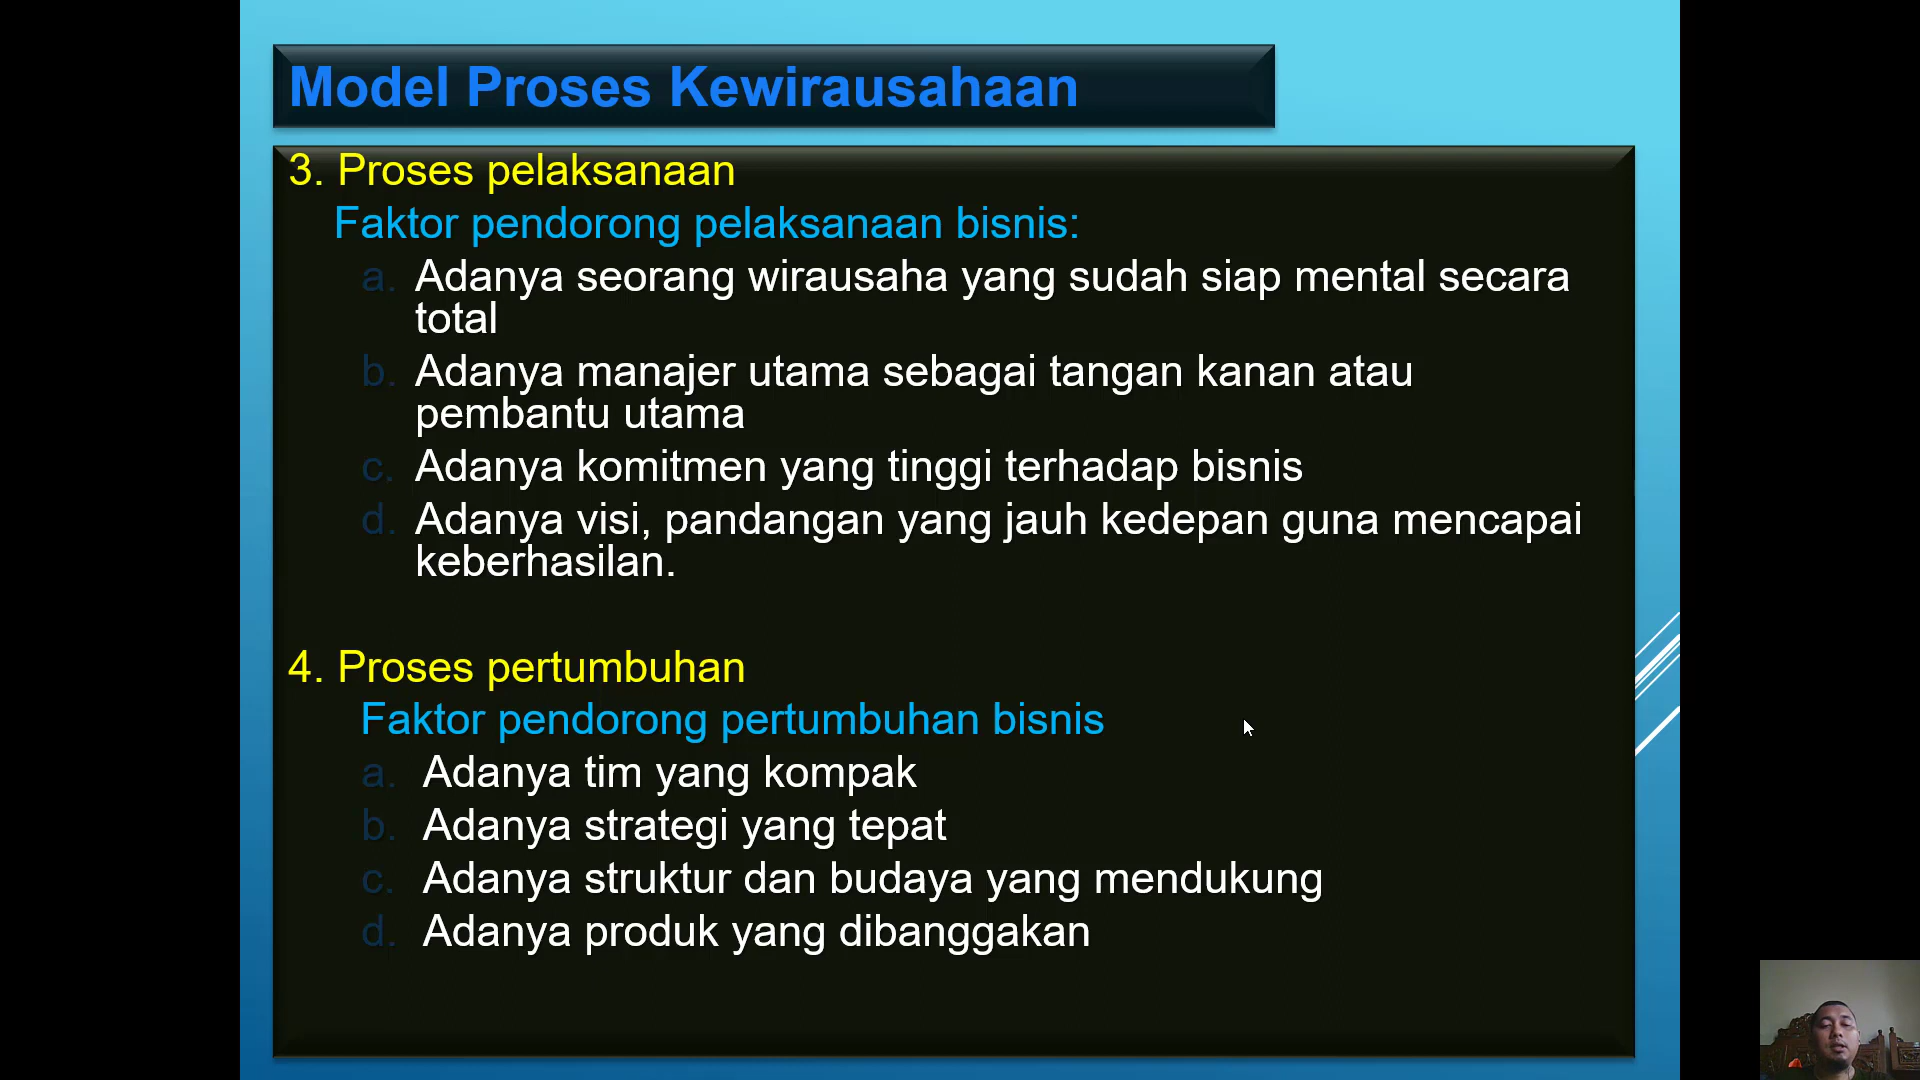 Model Proses Kewirausahaan
3. Proses pelaksanaan
Faktor pendorong pelaksanaan bisnis:
a. Adanya seorang wirausaha yang sudah siap mental secara
total
b. Adanya manajer utama sebagai tangan kanan atau
pembantu utama
c. Adanya komitmen yang tinggi terhadap bisnis
d. Adanya visi, pandangan yang jauh kedepan guna mencapai
keberhasilan.
4. Proses pertumbuhan
Faktor pendorong pertumbuhan bisnis
a. Adanya tim yang kompak
b. Adanya strategi yang tepat
c. Adanya struktur dan budaya yang mendukung
d. Adanya produk yang dibanggakan